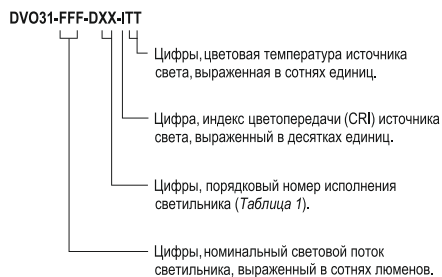 DVO31-FFF-DXX-ITT
Цифры, цветовая температура источника
света, выраженная в сотнях единиц.
Цифра, индекс цветопередачи (CRI) источника
света, выраженный в десятках единиц.
Цифры, порядковый номер исполнения
светильника (Таблица 1).
Цифры, номинальный световой поток
светильника, выраженный в сотнях люменов.